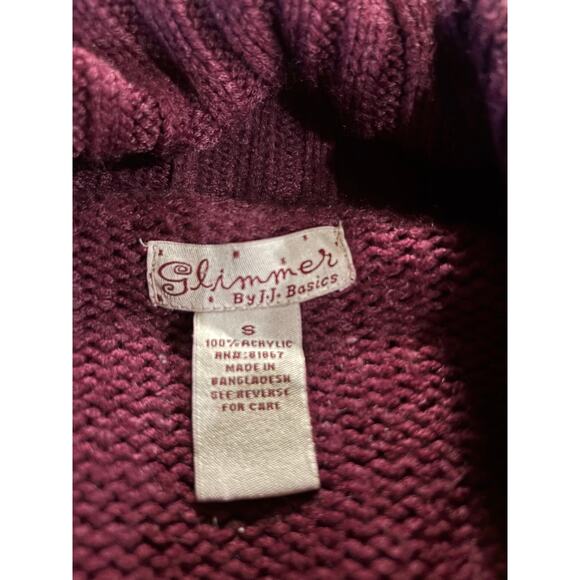 Glimmer
By J.J. Basics
S
100% ACRYLIC
RN#:81867
MADE IN
BANGLADESH
SEE REVERSE
FOR CARE